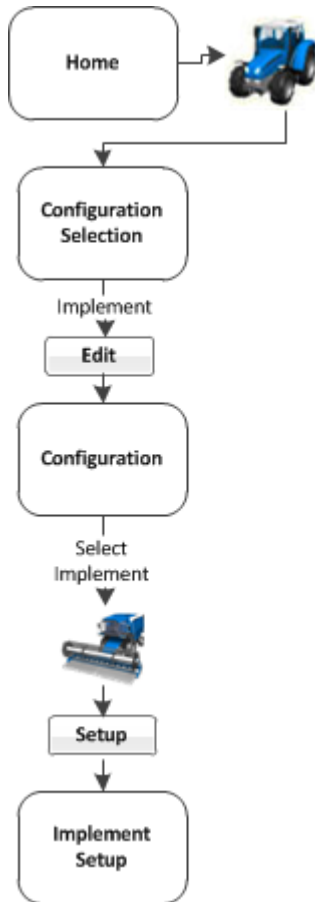 Home
Configuration
Selection
Implement
Edit
Configuration
Select
Implement
Setup
Implement
Setup